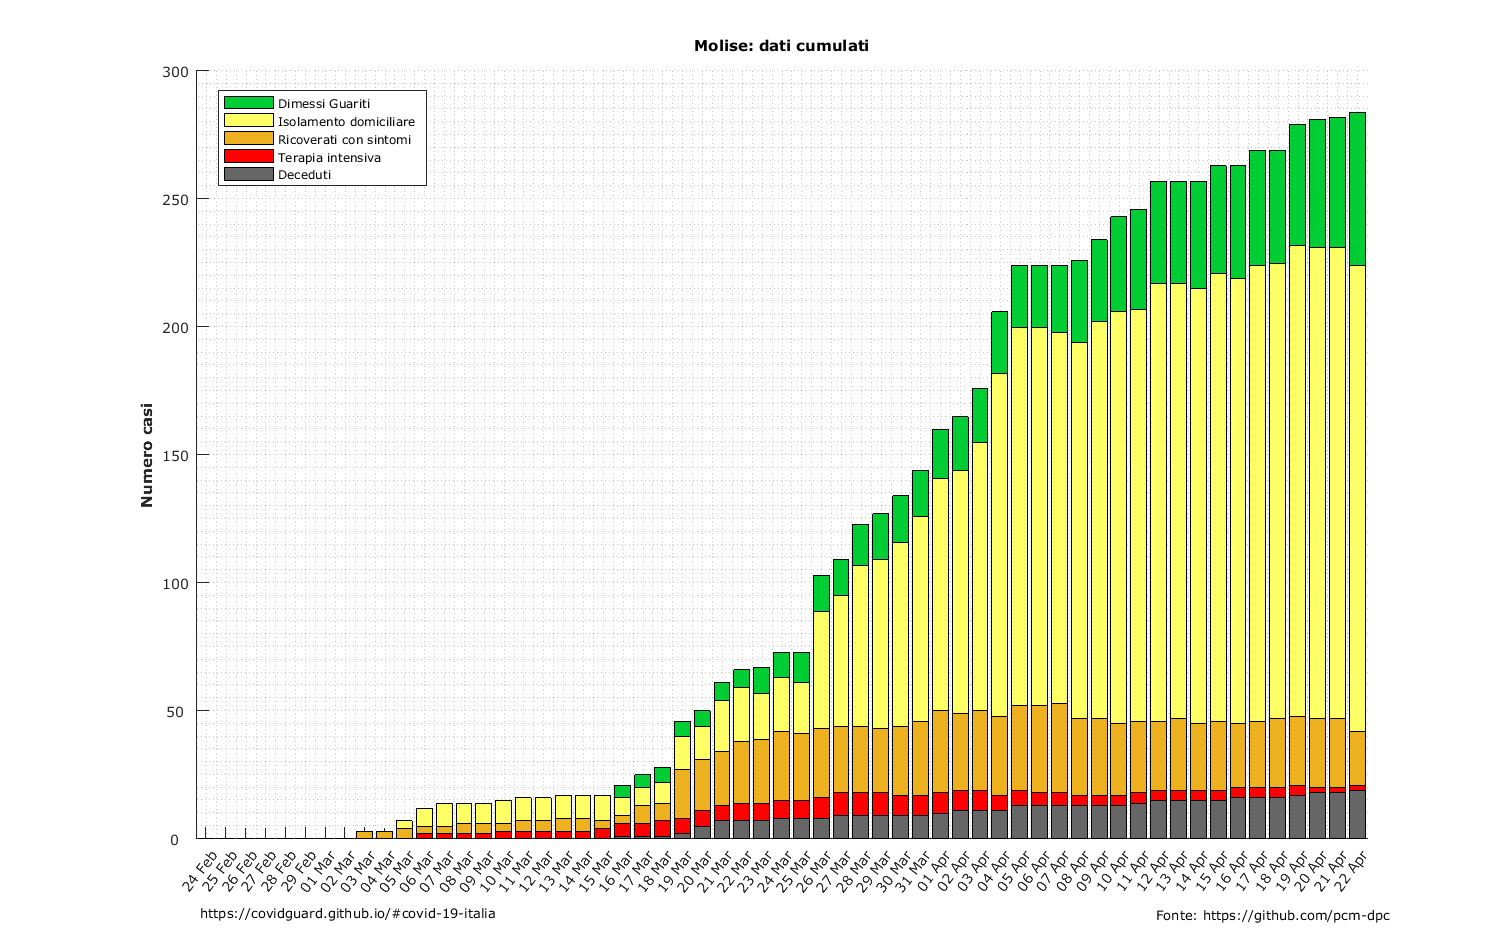 Molise: dati cumulati
300
250
200
150
100
50
0
Numero casi
Dimessi Guariti
Isolamento domiciliare
Ricoverati con sintomi
Terapia intensiva
Deceduti
24 Feb
25 Feb
26 Feb
27 Feb
28 Feb
29 Feb
01 Mar
02 Mar
03 Mar
04 Mar
05 Mar
06 Mar
07 Mar
08 Mar
09 Mar
10 Mar
11 Mar
12 Mar
13 Mar
14 Mar
15 Mar
16 Mar
17 Mar
18 Mar
19 Mar
20 Mar
21 Mar
22 Mar
23 Mar
24 Mar
25 Mar
26 Mar
27 Mar
28 Mar
29 Mar
30 Mar
31 Mar
01 Apr
02 Apr
03 Apr
04 Apr
05 Apr
06 Apr
07 Apr
08 Apr
09 Apr
10 Apr
11 Apr
12 Apr
13 Apr
14 Apr
15 Apr
16 Apr
17 Apr
18 Apr
19 Apr
20 Apr
21 Apr
22 Apr
https://covidguard.github.io/#covid-19-italia
Fonte: https://github.com/pcm-dpc